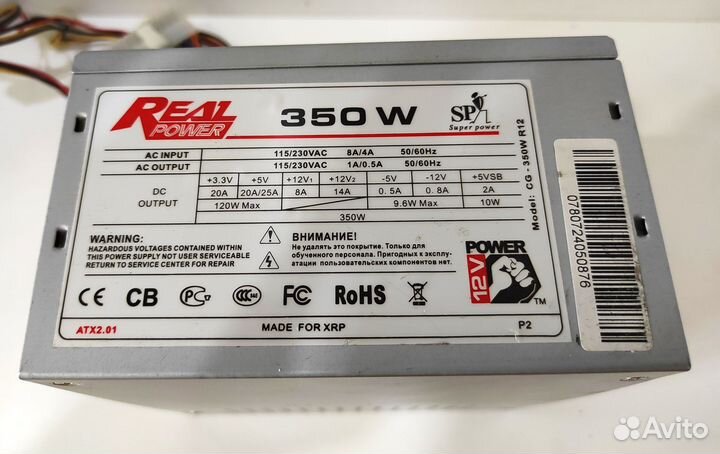 REAL
POWER
350 W
SP
Super power
AC INPUT 115/230VAC 8A/4A 50/60Hz
AC OUTPUT 115/230VAC 1A/0.5A 50/60Hz
DC OUTPUT
+3.3V +5V +12V1 +12V2 -5V -12V +5VSB
20A 20A/25A 8A 14A 0.5A 0.8A 2A
120W Max 9.6W Max 10W
350W
Model: CG - 350W R12
WARNING:
HAZARDOUS VOLTAGES CONTAINED WITHIN
THIS POWER SUPPLY NOT USER SERVICEABLE
RETURN TO SERVICE CENTER FOR REPAIR
ВНИМАНИЕ!
Не удалять это покрытие. Только для
обученного персонала. Пригодных к эксплу-
атации пользовательских компонентов нет.
POWER
12V
TM
CE CB CCC FC RoHS
ATX2.01 MADE FOR XRP P2
0780724050876
Avito